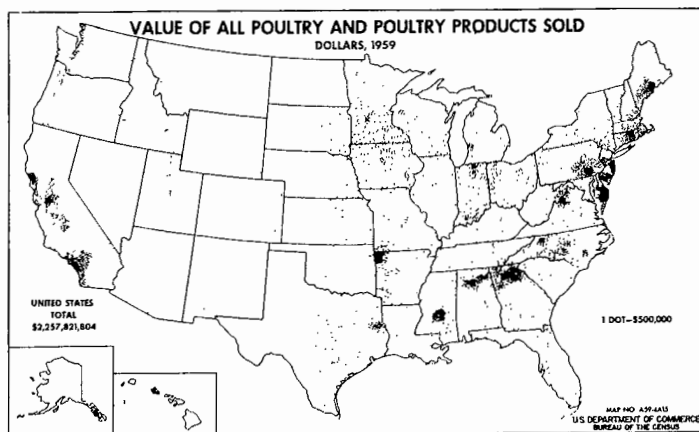 VALUE OF ALL POULTRY AND POULTRY PRODUCTS SOLD
DOLLARS, 1959
UNITED STATES
TOTAL
$2,257,821,804
1 DOT—$500,000
MAP NO. A59-LA15
U.S. DEPARTMENT OF COMMERCE
BUREAU OF THE CENSUS